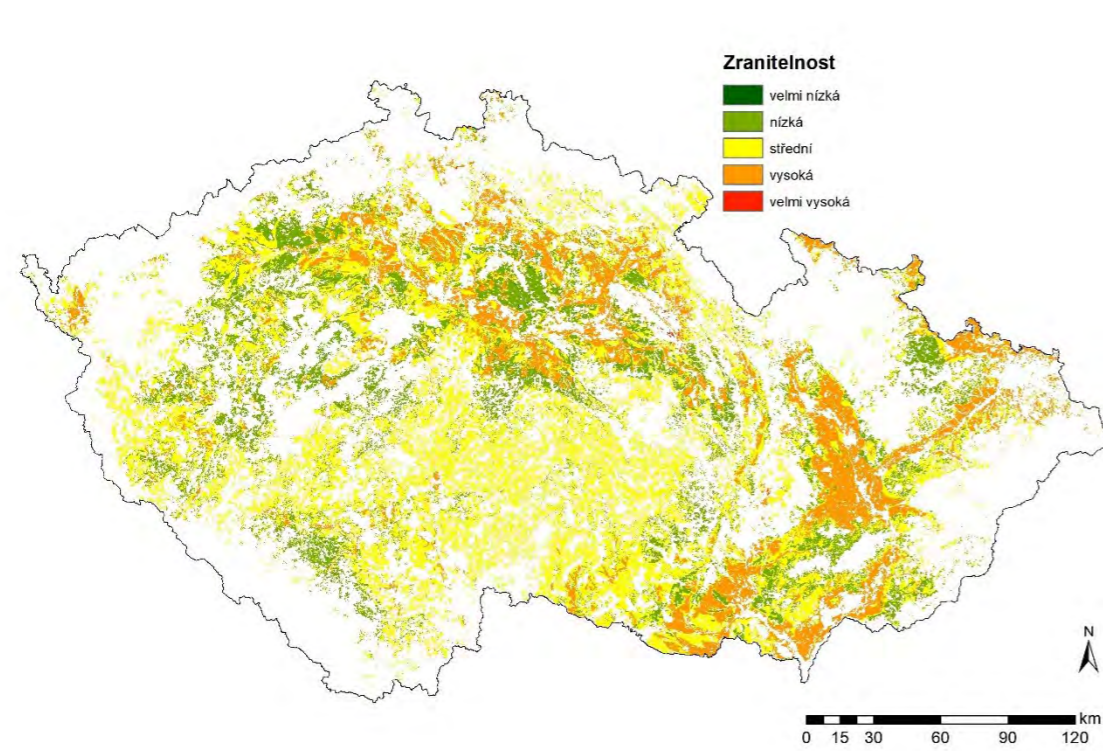 Zranitelnost
velmi nízká
nízká
střední
vysoká
velmi vysoká
N
km
0 15 30 60 90 120